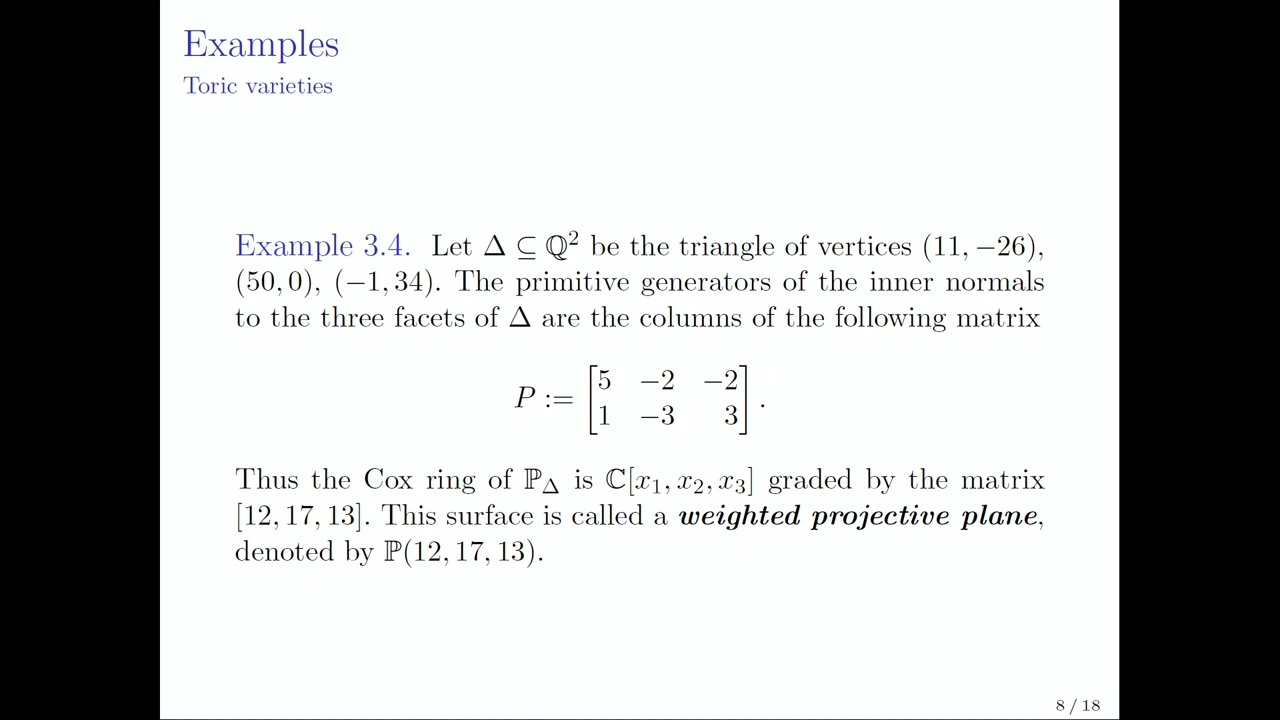 Examples
Toric varieties
Example 3.4. Let Δ ⊆ ℚ² be the triangle of vertices (11, −26),
(50, 0), (−1, 34). The primitive generators of the inner normals
to the three facets of Δ are the columns of the following matrix
P := [5 −2 −2
1 −3 3].
Thus the Cox ring of ℙ_Δ is ℂ[x₁, x₂, x₃] graded by the matrix
[12, 17, 13]. This surface is called a weighted projective plane,
denoted by ℙ(12, 17, 13).
8 / 18